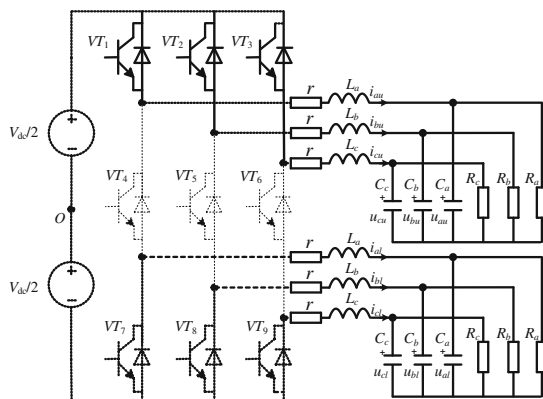 VT1 VT2 VT3
r La iau
r Lb ibu
r Lc icu
Vdc/2
VT4 VT5 VT6
Cc Cb Ca Rc Rb Ra
ucu ubu uau
O
r La ial
r Lb ibl
r Lc icl
Vdc/2
VT7 VT8 VT9
Cc Cb Ca Rc Rb Ra
ucl ubl ual